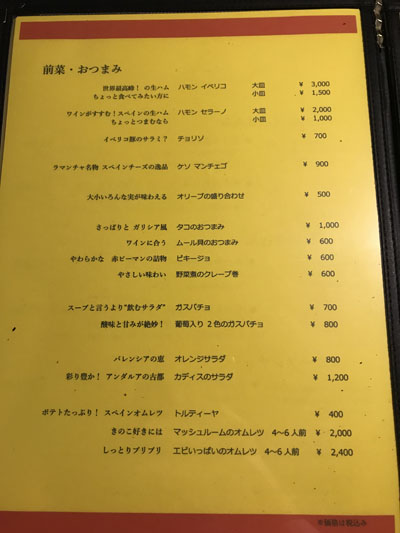 前菜・おつまみ
世界最高峰！の生ハム ハモン イベリコ 大皿 ¥ 3,000
ちょっと食べてみたい方に 小皿 ¥ 1,500
ワインがすすむ！スペインの生ハム ハモン セラーノ 大皿 ¥ 2,000
ちょっとつまむなら 小皿 ¥ 1,000
イベリコ豚のサラミ？ チョリソ ¥ 700
ラマンチャ名物 スペインチーズの逸品 ケソ マンチェゴ ¥ 900
大小いろんな実が味わえる オリーブの盛り合わせ ¥ 500
さっぱりと ガリシア風 タコのおつまみ ¥ 1,000
ワインに合う ムール貝のおつまみ ¥ 600
やわらかな 赤ピーマンの詰物 ピキージョ ¥ 600
やさしい味わい 野菜煮のクレープ巻 ¥ 600
スープと言うより"飲むサラダ" ガスパチョ ¥ 700
酸味と甘みが絶妙！ 葡萄入り 2色のガスパチョ ¥ 800
バレンシアの恵 オレンジサラダ ¥ 800
彩り豊か！ アンダルアの古都 カディスのサラダ ¥ 1,200
ポテトたっぷり！ スペインオムレツ トルティーヤ ¥ 400
きのこ好きには マッシュルームのオムレツ 4～6人前 ¥ 2,000
しっとりプリプリ エビいっぱいのオムレツ 4～6人前 ¥ 2,400
※価格は税込み